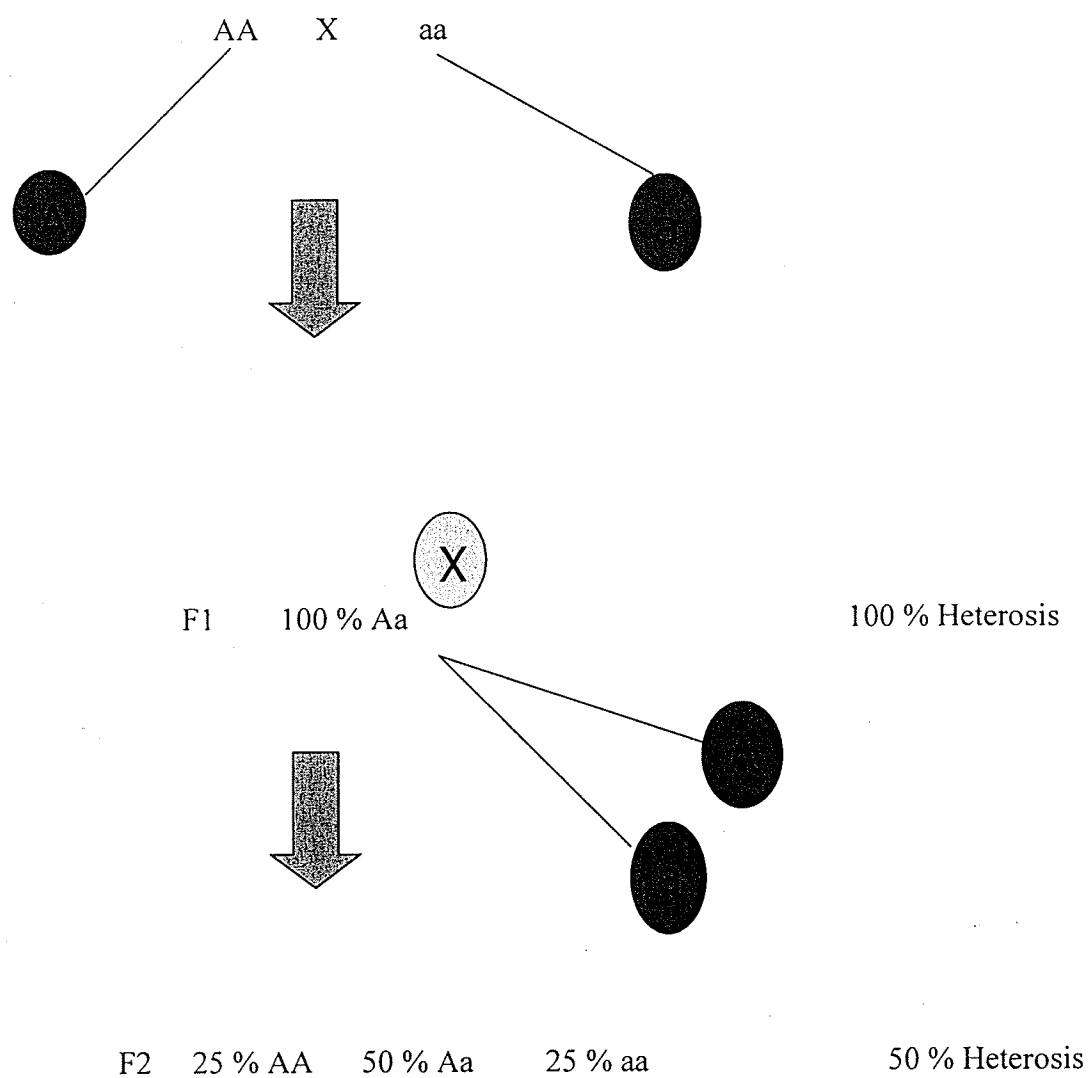 AA X aa
A
X
F1 100 % Aa 100 % Heterosis
A
F2 25 % AA 50 % Aa 25 % aa 50 % Heterosis